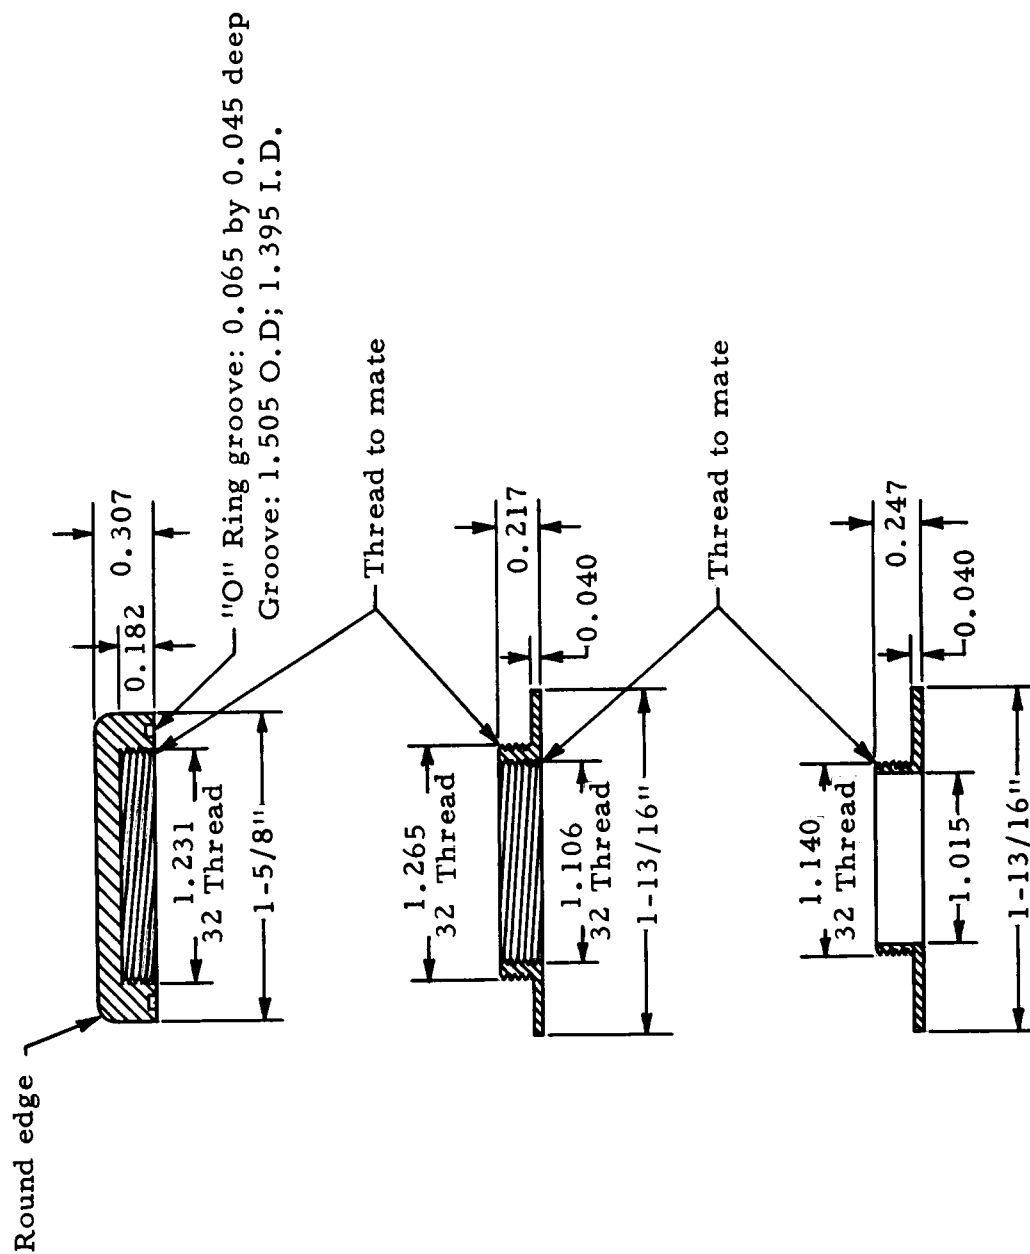 Round edge
0.182
0.307
"O" Ring groove: 0.065 by 0.045 deep
Groove: 1.505 O.D; 1.395 I.D.
1.231
32 Thread
1-5/8"
Thread to mate
0.217
0.040
1.265
32 Thread
1.106
32 Thread
1-13/16"
Thread to mate
0.247
0.040
1.140
32 Thread
1.015
1-13/16"